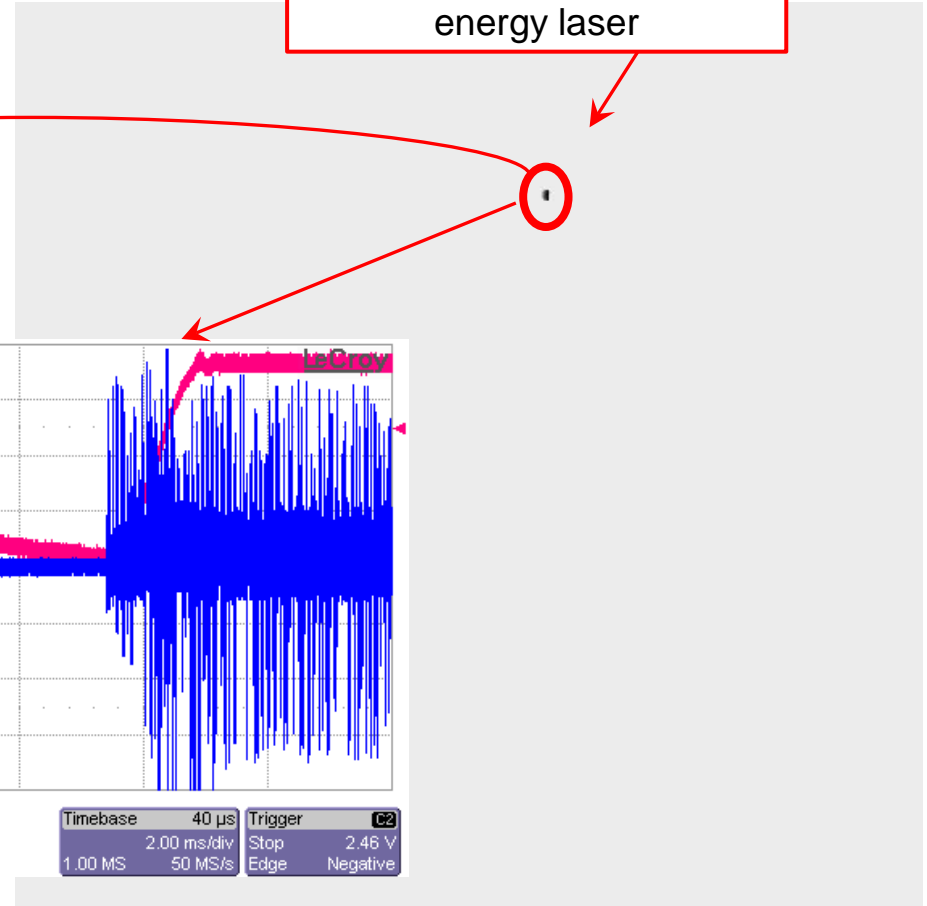 energy laser
LeCroy
Timebase 40 µs
2.00 ms/div
1.00 MS 50 MS/s
Trigger C2
Stop 2.46 V
Edge Negative